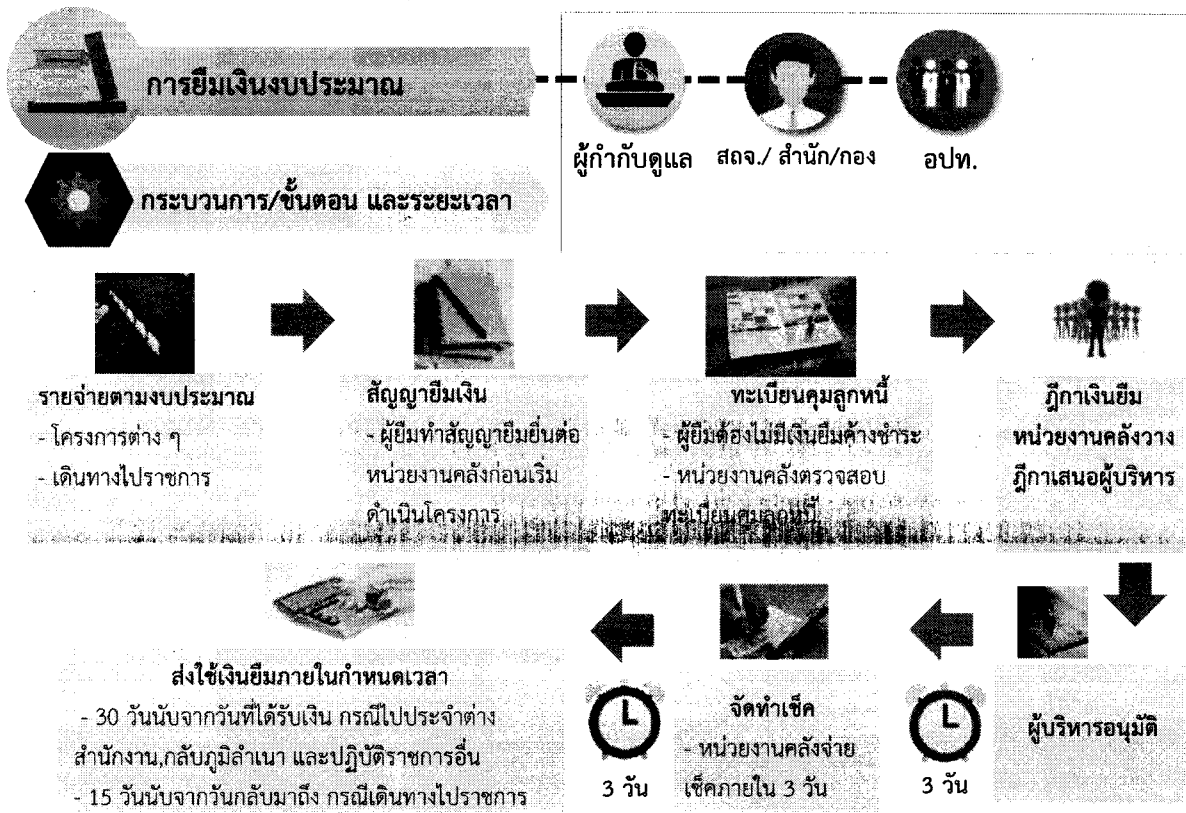 การยืมเงินงบประมาณ
ผู้กำกับดูแล
สถจ./ สำนัก/กอง
อปท.
กระบวนการ/ขั้นตอน และระยะเวลา
รายจ่ายตามงบประมาณ
- โครงการต่าง ๆ
- เดินทางไปราชการ
สัญญายืมเงิน
- ผู้ยืมทำสัญญายืมยื่นต่อ
หน่วยงานคลังก่อนเริ่ม
ดำเนินโครงการ
ทะเบียนคุมลูกหนี้
- ผู้ยืมต้องไม่มีเงินยืมค้างชำระ
- หน่วยงานคลังตรวจสอบ
ทะเบียนคุมลูกหนี้
ฎีกาเงินยืม
หน่วยงานคลังวาง
ฎีกาเสนอผู้บริหาร
ผู้บริหารอนุมัติ
3 วัน
จัดทำเช็ค
- หน่วยงานคลังจ่าย
เช็คภายใน 3 วัน
3 วัน
ส่งใช้เงินยืมภายในกำหนดเวลา
- 30 วันนับจากวันที่ได้รับเงิน กรณีไปประจำต่าง
สำนักงาน,กลับภูมิลำเนา และปฏิบัติราชการอื่น
- 15 วันนับจากวันกลับมาถึง กรณีเดินทางไปราชการ